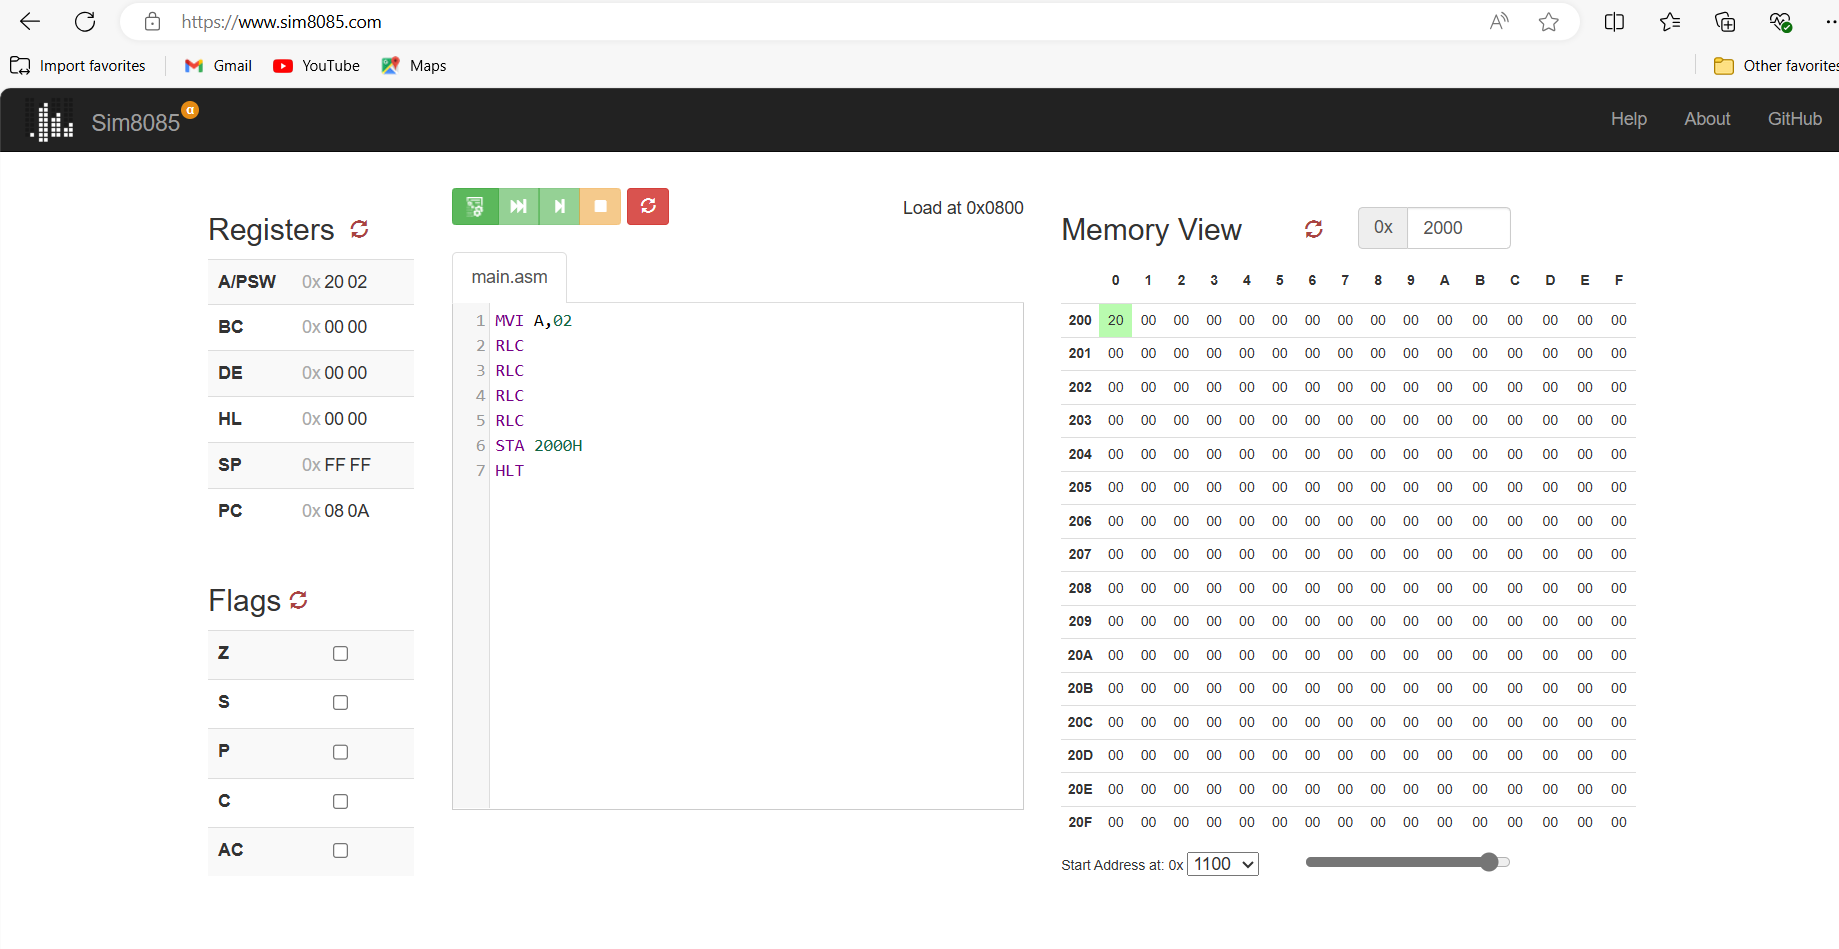 https://www.sim8085.com
Import favorites Gmail YouTube Maps Other favorites
Sim8085 α Help About GitHub
Load at 0x0800
Registers
A/PSW 0x 20 02
BC 0x 00 00
DE 0x 00 00
HL 0x 00 00
SP 0x FF FF
PC 0x 08 0A
Flags
Z
S
P
C
AC
main.asm
1 MVI A,02
2 RLC
3 RLC
4 RLC
5 RLC
6 STA 2000H
7 HLT
Memory View 0x 2000
0 1 2 3 4 5 6 7 8 9 A B C D E F
200 20 00 00 00 00 00 00 00 00 00 00 00 00 00 00 00
201 00 00 00 00 00 00 00 00 00 00 00 00 00 00 00 00
202 00 00 00 00 00 00 00 00 00 00 00 00 00 00 00 00
203 00 00 00 00 00 00 00 00 00 00 00 00 00 00 00 00
204 00 00 00 00 00 00 00 00 00 00 00 00 00 00 00 00
205 00 00 00 00 00 00 00 00 00 00 00 00 00 00 00 00
206 00 00 00 00 00 00 00 00 00 00 00 00 00 00 00 00
207 00 00 00 00 00 00 00 00 00 00 00 00 00 00 00 00
208 00 00 00 00 00 00 00 00 00 00 00 00 00 00 00 00
209 00 00 00 00 00 00 00 00 00 00 00 00 00 00 00 00
20A 00 00 00 00 00 00 00 00 00 00 00 00 00 00 00 00
20B 00 00 00 00 00 00 00 00 00 00 00 00 00 00 00 00
20C 00 00 00 00 00 00 00 00 00 00 00 00 00 00 00 00
20D 00 00 00 00 00 00 00 00 00 00 00 00 00 00 00 00
20E 00 00 00 00 00 00 00 00 00 00 00 00 00 00 00 00
20F 00 00 00 00 00 00 00 00 00 00 00 00 00 00 00 00
Start Address at: 0x 1100